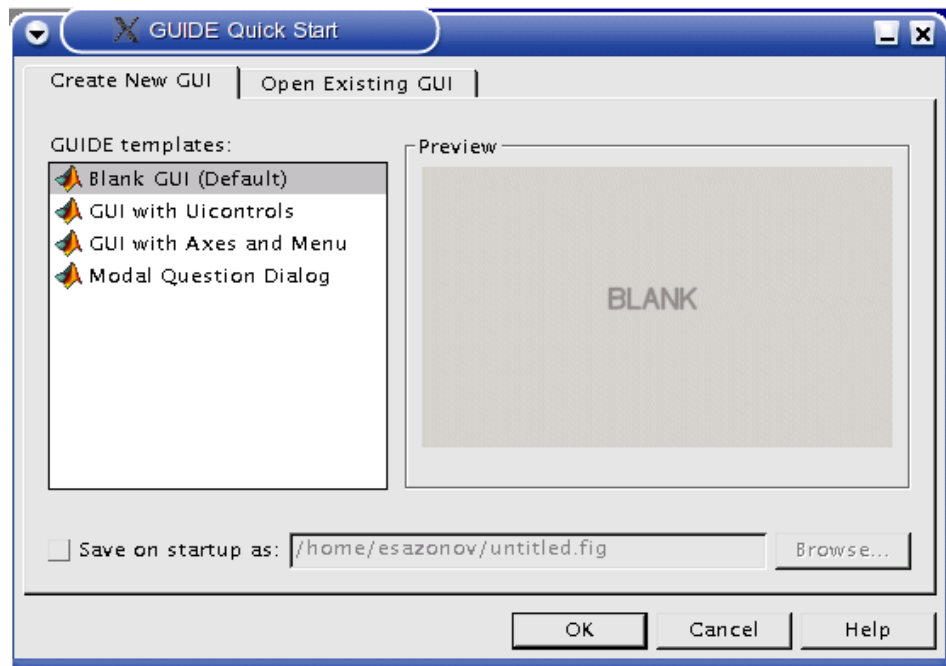 GUIDE Quick Start
Create New GUI
Open Existing GUI
GUIDE templates:
Blank GUI (Default)
GUI with Uicontrols
GUI with Axes and Menu
Modal Question Dialog
Preview
BLANK
Save on startup as: /home/esazonov/untitled.fig Browse...
OK Cancel Help